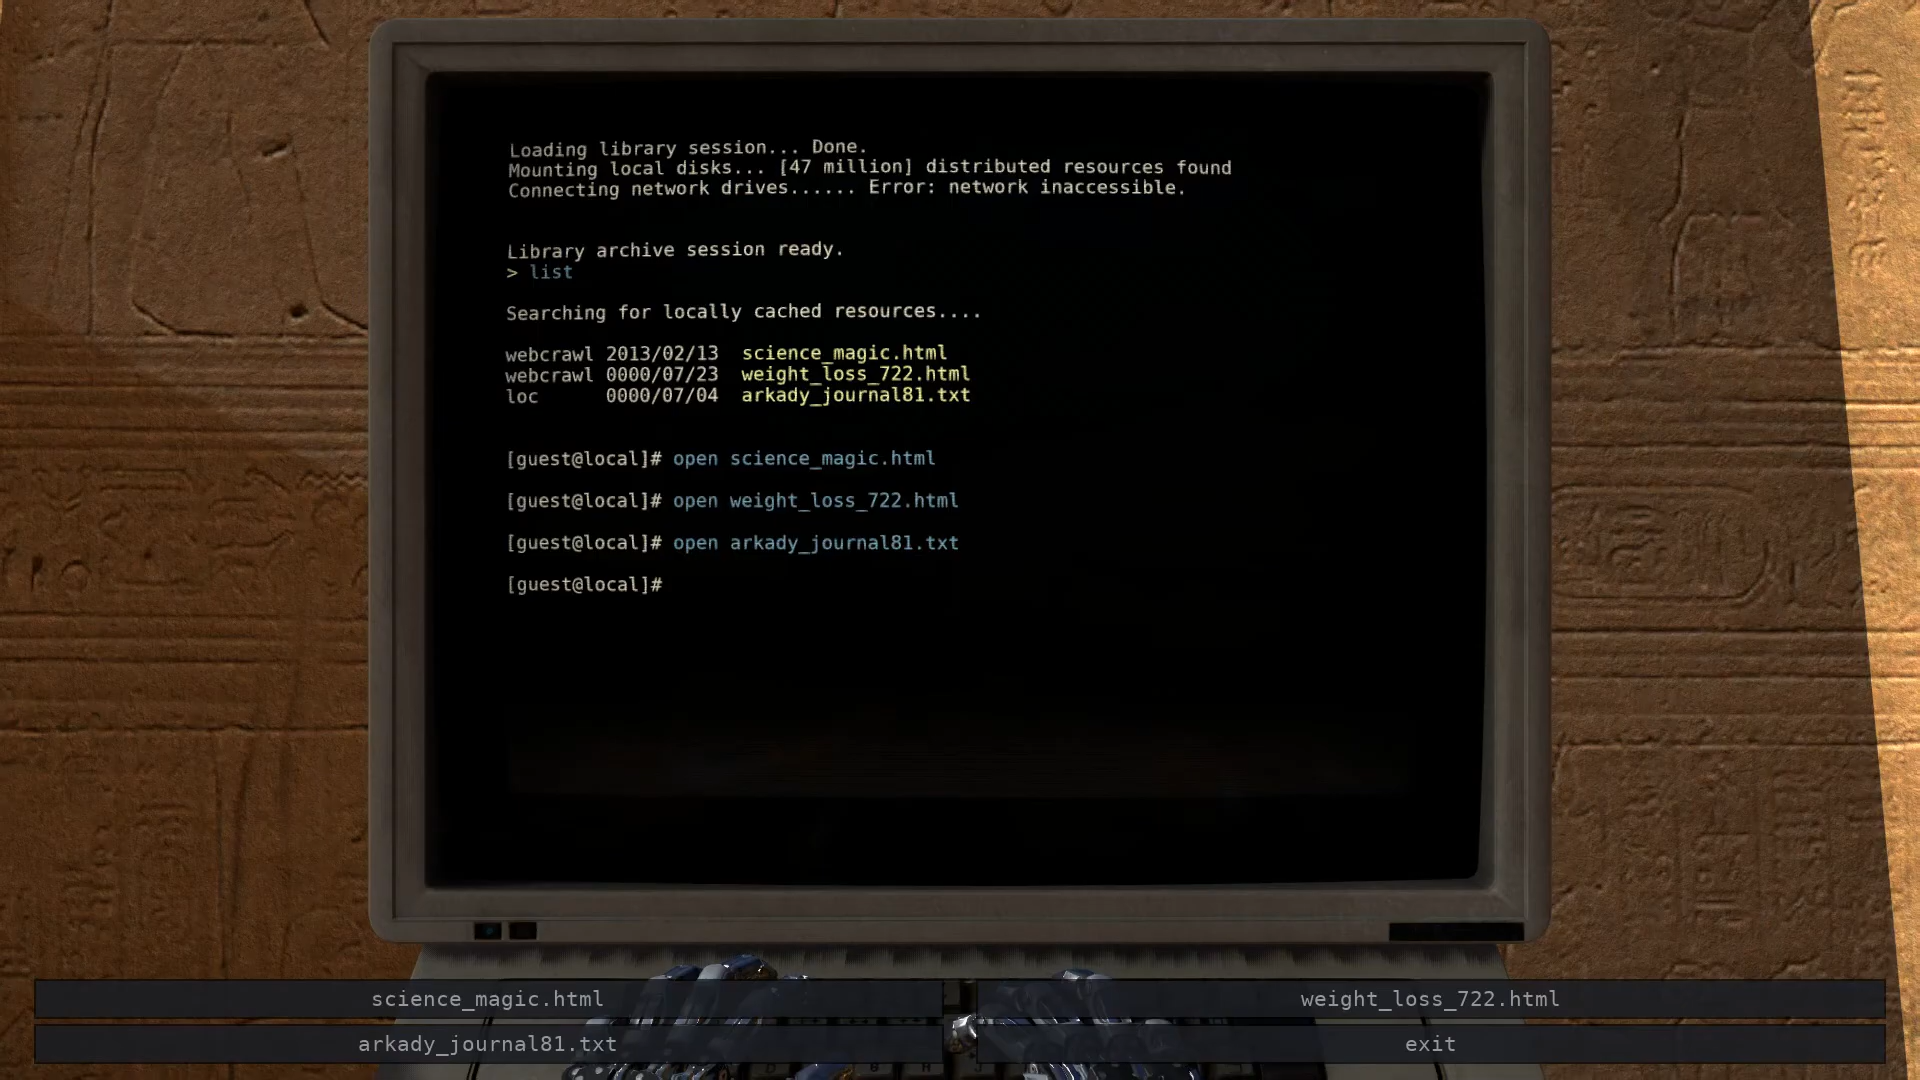 Loading library session... Done.
Mounting local disks... [47 million] distributed resources found
Connecting network drives...... Error: network inaccessible.
Library archive session ready.
> list
Searching for locally cached resources....
webcrawl 2013/02/13 science_magic.html
webcrawl 0000/07/23 weight_loss_722.html
loc 0000/07/04 arkady_journal81.txt
[guest@local]# open science_magic.html
[guest@local]# open weight_loss_722.html
[guest@local]# open arkady_journal81.txt
[guest@local]#
science_magic.html
weight_loss_722.html
arkady_journal81.txt
exit